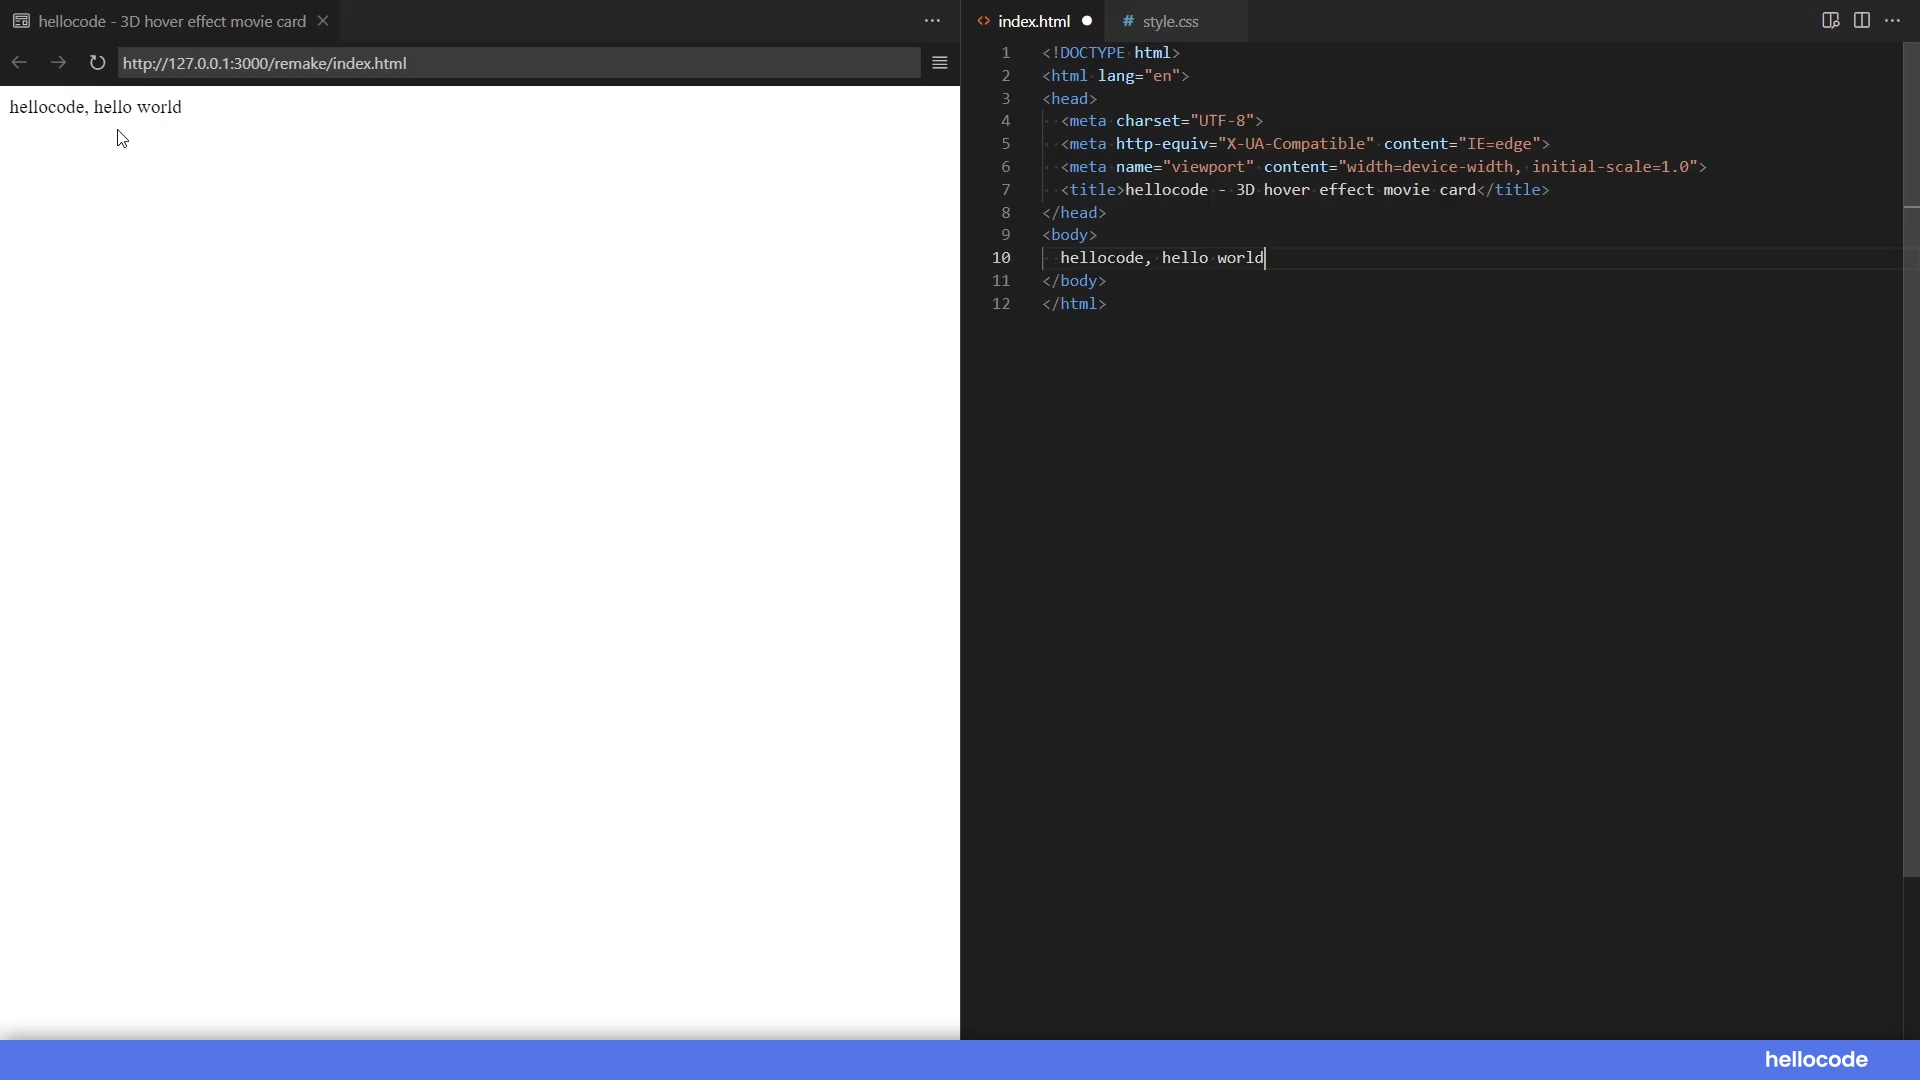 hellocode - 3D hover effect movie card
http://127.0.0.1:3000/remake/index.html
hellocode, hello world
index.html
# style.css
1 <!DOCTYPE html>
2 <html lang="en">
3 <head>
4 <meta charset="UTF-8">
5 <meta http-equiv="X-UA-Compatible" content="IE=edge">
6 <meta name="viewport" content="width=device-width, initial-scale=1.0">
7 <title>hellocode - 3D hover effect movie card</title>
8 </head>
9 <body>
10 hellocode, hello world
11 </body>
12 </html>
hellocode